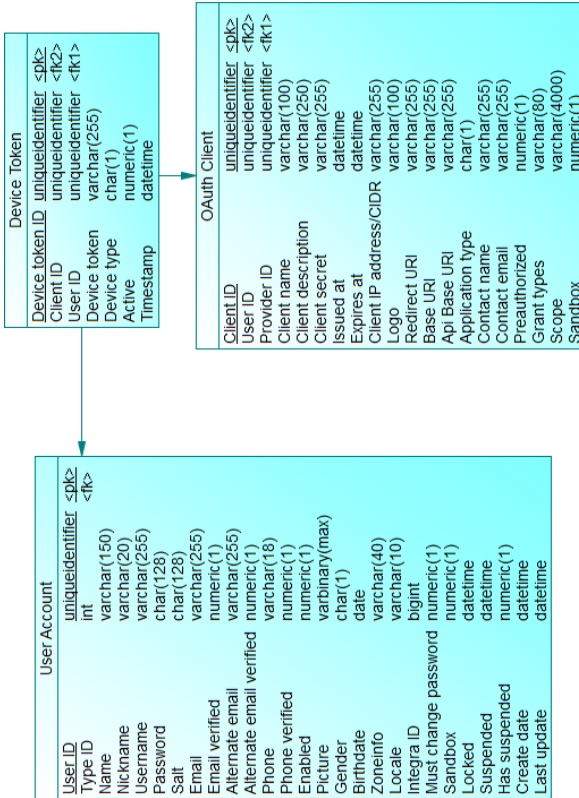 User Account
User ID uniqueidentifier <pk>
Type ID int <fk>
Name varchar(150)
Nickname varchar(20)
Username varchar(255)
Password char(128)
Salt char(128)
Email varchar(255)
Email verified numeric(1)
Alternate email varchar(255)
Alternate email verified numeric(1)
Phone varchar(18)
Phone verified numeric(1)
Enabled numeric(1)
Picture varbinary(max)
Gender char(1)
Birthdate date
Zoneinfo varchar(40)
Locale varchar(10)
Integra ID bigint
Must change password numeric(1)
Sandbox numeric(1)
Locked datetime
Suspended datetime
Has suspended numeric(1)
Create date datetime
Last update datetime
Device Token
Device token ID uniqueidentifier <pk>
Client ID uniqueidentifier <fk2>
User ID uniqueidentifier <fk1>
Device token varchar(255)
Device type char(1)
Active numeric(1)
Timestamp datetime
OAuth Client
Client ID uniqueidentifier <pk>
User ID uniqueidentifier <fk2>
Provider ID uniqueidentifier <fk1>
Client name varchar(100)
Client description varchar(250)
Client secret varchar(255)
Issued at datetime
Expires at datetime
Client IP address/CIDR varchar(255)
Logo varchar(100)
Redirect URI varchar(255)
Base URI varchar(255)
Api Base URI varchar(255)
Application type char(1)
Contact name varchar(255)
Contact email varchar(255)
Preauthorized numeric(1)
Grant types varchar(80)
Scope varchar(4000)
Sandbox numeric(1)